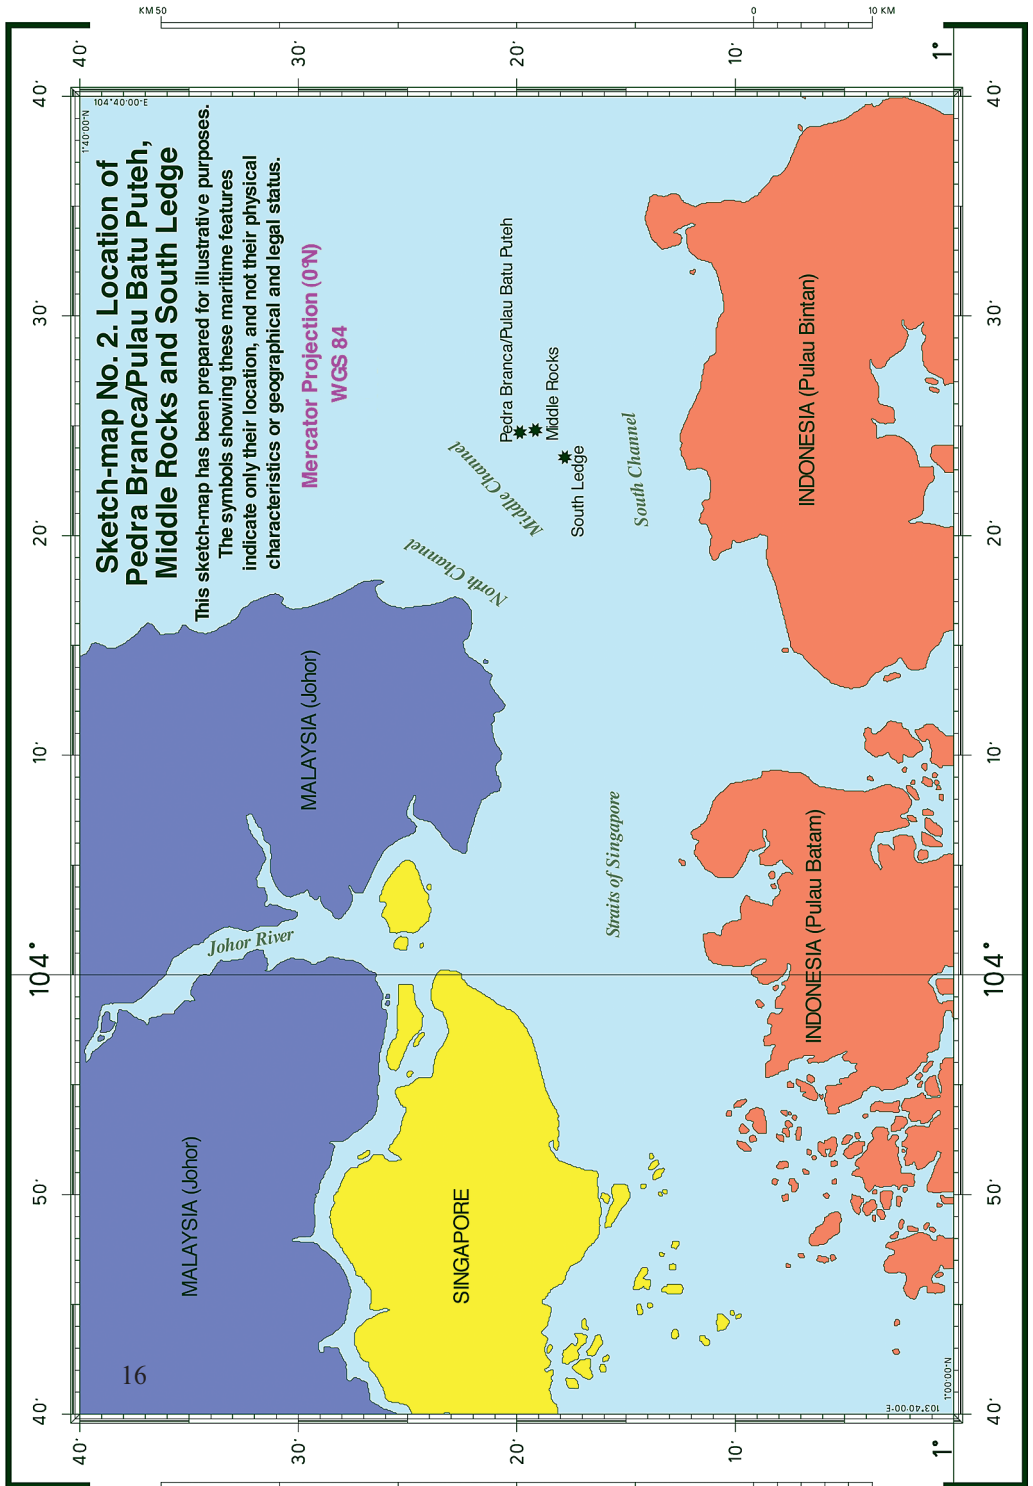 KM 50
0
10 KM
40'
30'
20'
10'
1°
40'
30'
20'
10'
104°
50'
40'
40'
30'
20'
10'
104°
50'
40'
40'
30'
20'
10'
1°
1°40'00"N
104°40'00"E
Sketch-map No. 2. Location of
Pedra Branca/Pulau Batu Puteh,
Middle Rocks and South Ledge
This sketch-map has been prepared for illustrative purposes.
The symbols showing these maritime features
indicate only their location, and not their physical
characteristics or geographical and legal status.
Mercator Projection (0°N)
WGS 84
Pedra Branca/Pulau Batu Puteh
Middle Rocks
South Ledge
North Channel
Middle Channel
South Channel
MALAYSIA (Johor)
Johor River
Straits of Singapore
INDONESIA (Pulau Bintan)
INDONESIA (Pulau Batam)
MALAYSIA (Johor)
SINGAPORE
16
1°00'00"N
103°40'00"E